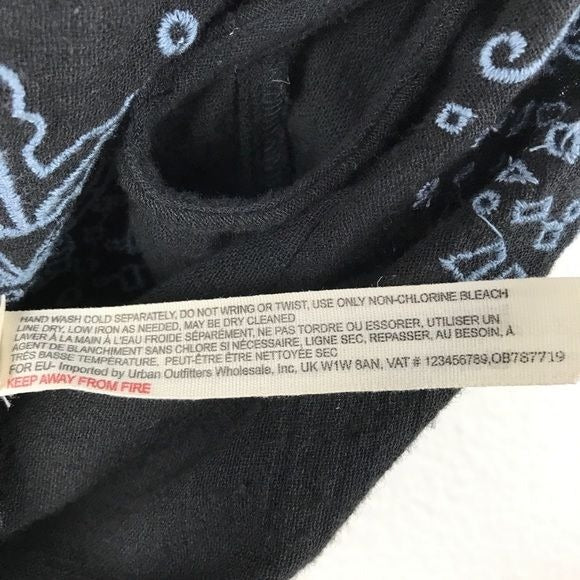 HAND WASH COLD SEPARATELY, DO NOT WRING OR TWIST, USE ONLY NON-CHLORINE BLEACH
LINE DRY, LOW IRON AS NEEDED, MAY BE DRY CLEANED
LAVER À LA MAIN À L'EAU FROIDE SÉPARÉMENT, NE PAS TORDRE OU ESSORER, UTILISER UN
AGENT DE BLANCHIMENT SANS CHLORE SI NÉCESSAIRE, LIGNE SEC, REPASSER, AU BESOIN, À
TRÈS BASSE TEMPÉRATURE. PEUT-ÊTRE ÊTRE NETTOYÉE SEC
FOR EU- Imported by Urban Outfitters Wholesale, Inc, UK W1W 8AN, VAT # 123456789,OB787719
KEEP AWAY FROM FIRE